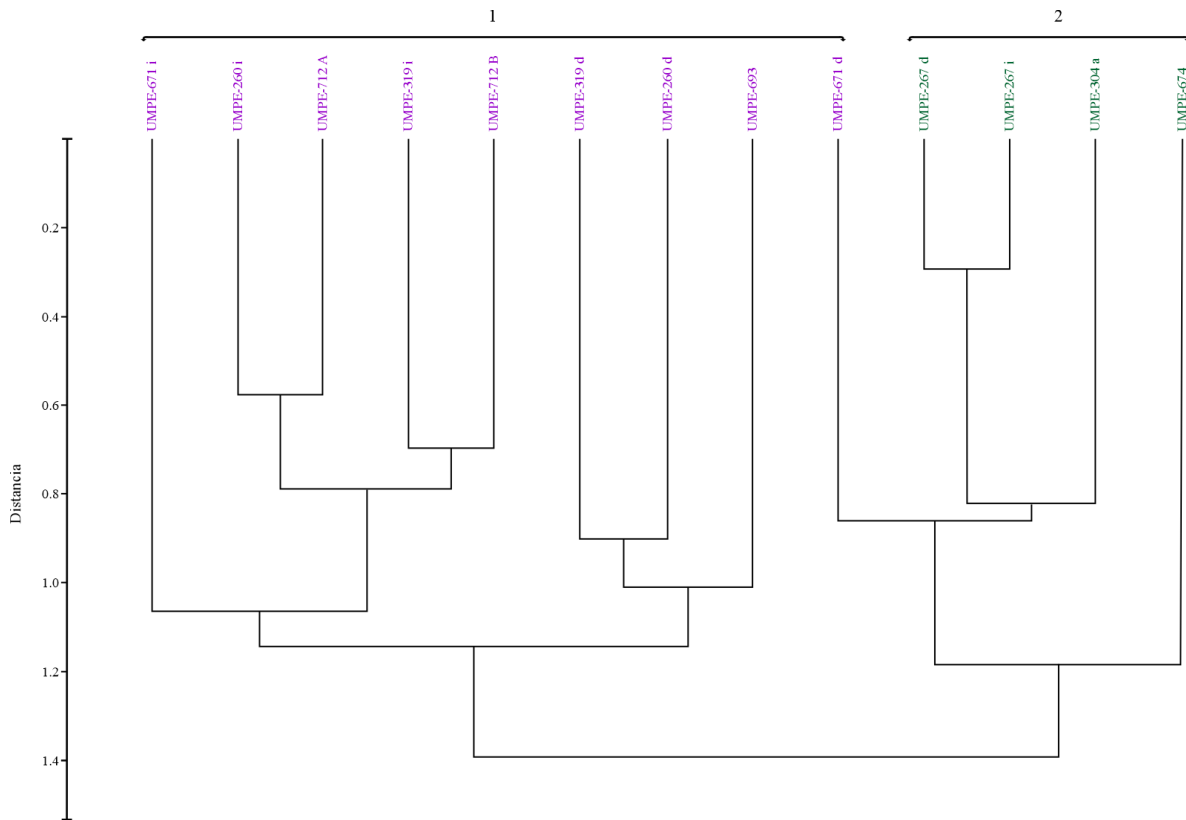 1
2
UMPE-671 i
UMPE-260 i
UMPE-712 A
UMPE-319 i
UMPE-712 B
UMPE-319 d
UMPE-260 d
UMPE-693
UMPE-671 d
UMPE-267 d
UMPE-267 i
UMPE-304 a
UMPE-674
0.2
0.4
0.6
0.8
1.0
1.2
1.4
Distancia